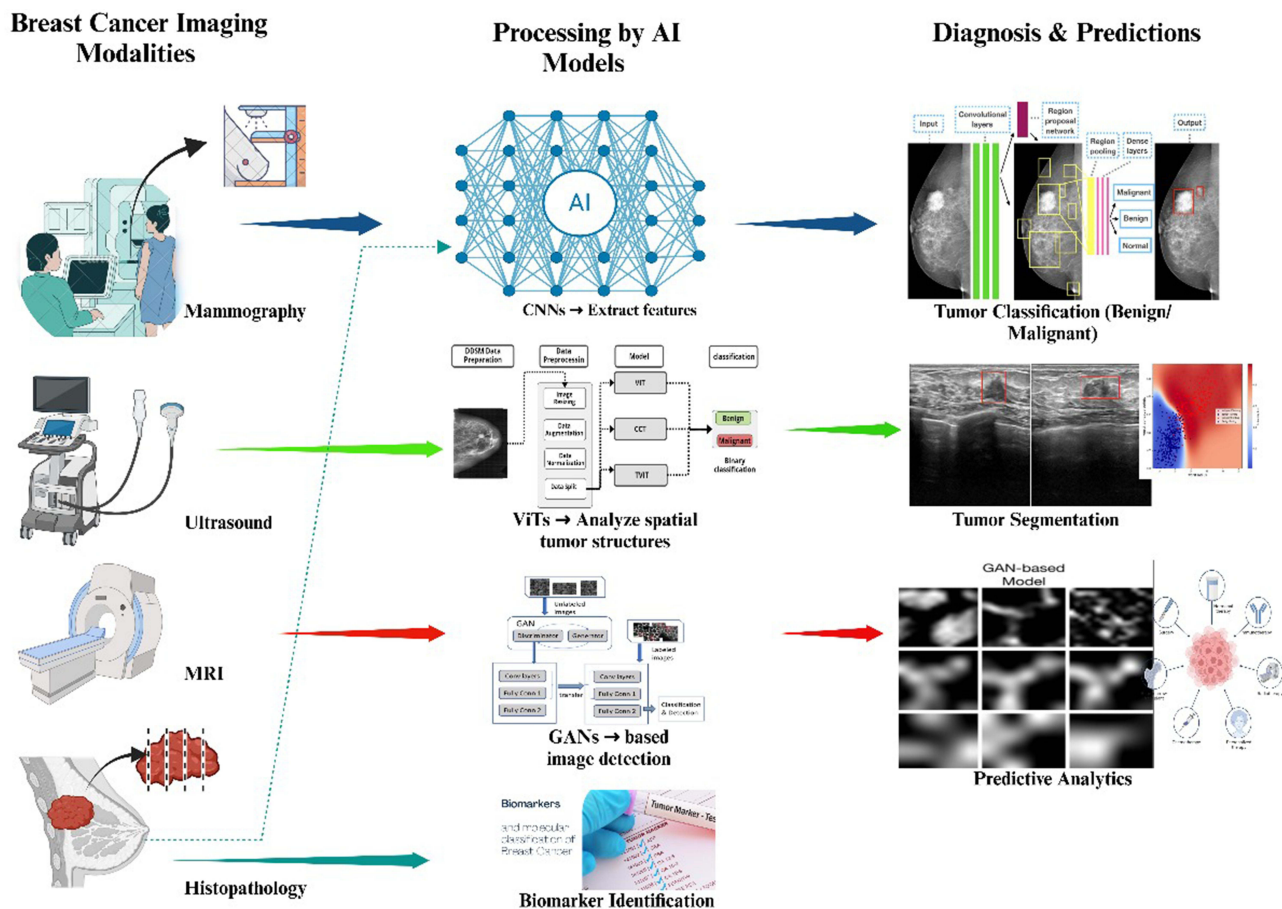 Breast Cancer Imaging
Modalities
Processing by AI
Models
Diagnosis & Predictions
AI
Input
Convolutional
layers
Region
proposal
network
Region
pooling
Dense
layers
Output
Malignant
Benign
Normal
Mammography
CNNs → Extract features
Tumor Classification (Benign/
Malignant)
DDSM Data
Preparation
Data
Preprocessin
Model
classification
Image
Resizing
Data
Augmentation
Data
Normalization
Data Split
VIT
CCT
TVIT
Benign
Malignant
Binary
classification
Ultrasound
ViTs → Analyze spatial
tumor structures
Tumor Segmentation
Unlabeled
images
GAN
Discriminator
Generator
Labeled
images
Conv layers
Fully Conn 1
Fully Conn 2
transfer
Conv layers
Fully Conn 1
Fully Conn 2
Classification
& Detection
MRI
GANs → based
image detection
GAN-based
Model
Surgery
Immunotherapy
Predictive Analytics
Biomarkers
and molecular
classification of
Breast Cancer
Tumor Marker - Tes
TUMOR MARKER
Histopathology
Biomarker Identification